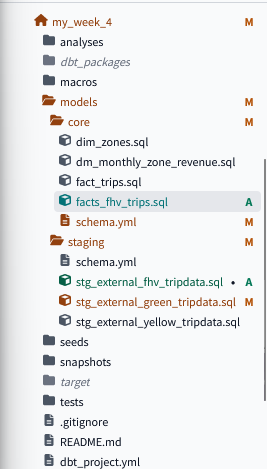 my_week_4 M
analyses
dbt_packages
macros
models M
core M
dim_zones.sql
dm_monthly_zone_revenue.sql
fact_trips.sql
facts_fhv_trips.sql A
schema.yml M
staging M
schema.yml
stg_external_fhv_tripdata.sql • A
stg_external_green_tripdata.sql M
stg_external_yellow_tripdata.sql
seeds
snapshots
target
tests
.gitignore
README.md
dbt_project.yml